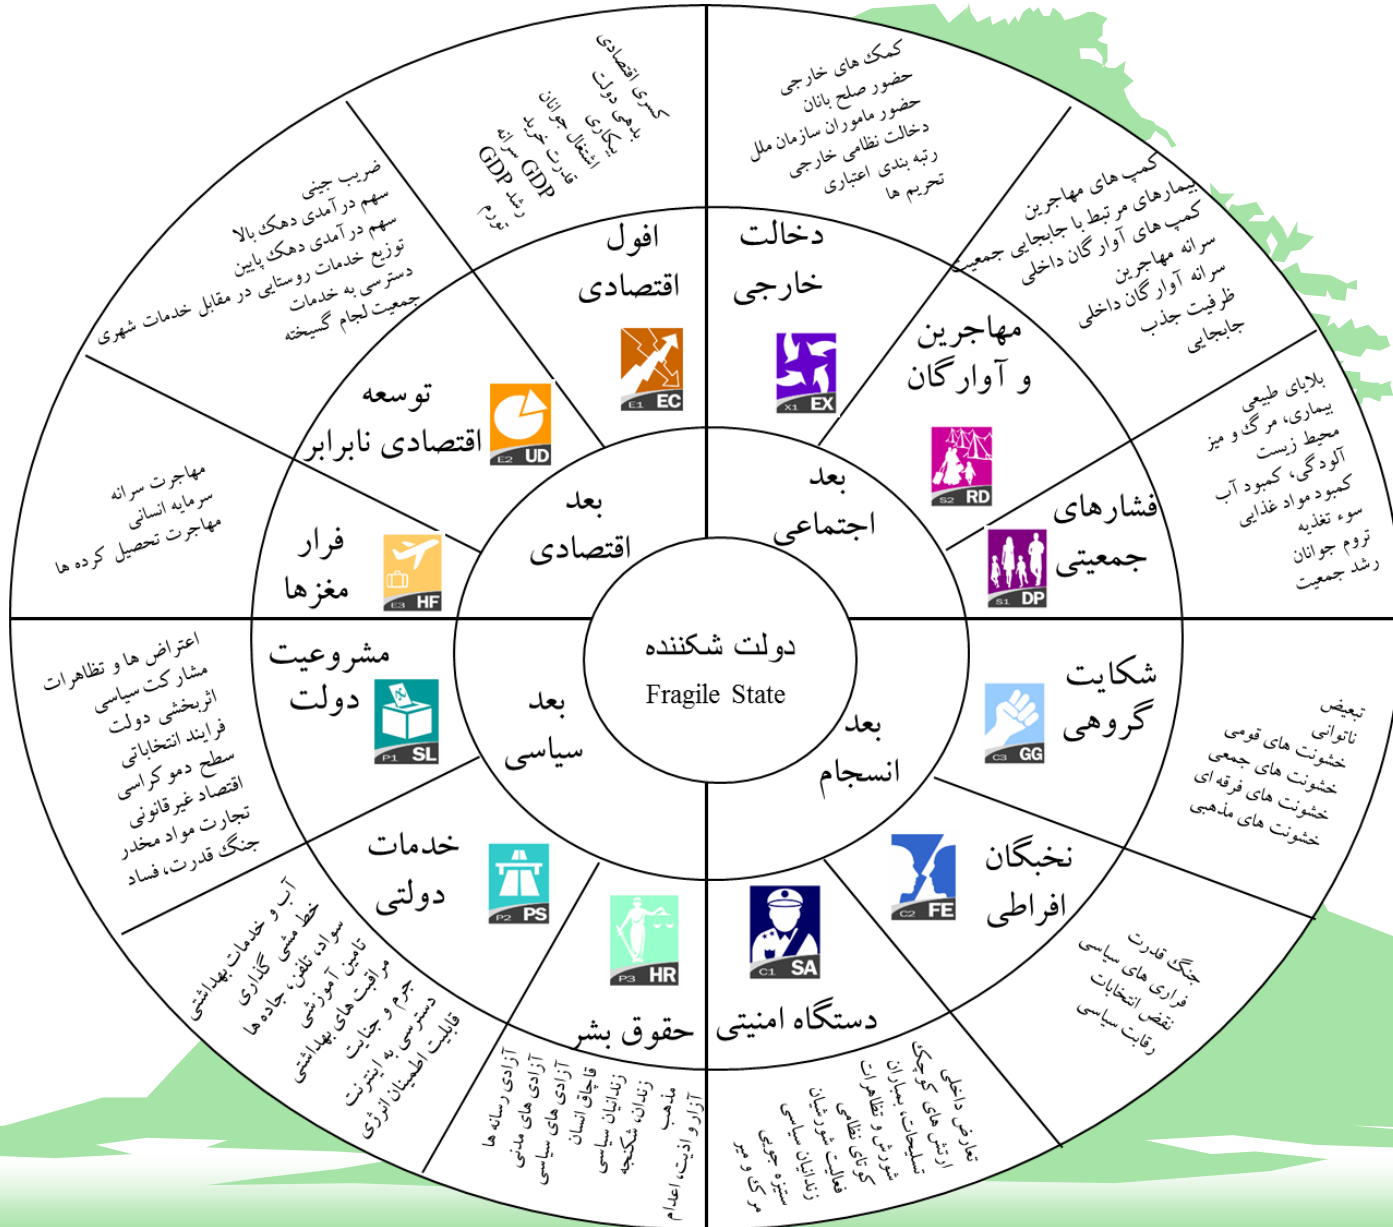 دولت شکننده
Fragile State
بعد
اجتماعی
دخالت
خارجی
X1 EX
کمک های خارجی
حضور صلح بانان
حضور ماموران سازمان ملل
دخالت نظامی خارجی
رتبه بندی اعتباری
تحریم ها
مهاجرین
و آوارگان
S2 RD
کمپ های مهاجرین
بیمارهای مرتبط با جابجایی جمعیت
کمپ های آوارگان داخلی
سرانه مهاجرین
سرانه آوارگان داخلی
ظرفیت جذب
جابجایی
فشارهای
جمعیتی
S1 DP
بلایای طبیعی
بیماری، مرگ و میز
محیط زیست
آلودگی، کمبود آب
کمبود مواد غذایی
سوء تغذیه
تروم جوانان
رشد جمعیت
بعد
انسجام
شکایت
گروهی
C3 GG
تبعیض
ناتوانی
خشونت های قومی
خشونت های جمعی
خشونت های فرقه ای
خشونت های مذهبی
نخبگان
افراطی
C2 FE
جنگ قدرت
فراری های سیاسی
نقض انتخابات
رقابت سیاسی
دستگاه امنیتی
C1 SA
تعارض داخلی
ارتش های کوچک
تسلیحات، بمباران
شورش و تظاهرات
کودتای نظامی
فعالیت شورشیان
زندانیان سیاسی
ستیزه جویی
مرگ و میر
بعد
سیاسی
حقوق بشر
P3 HR
آزادی رسانه ها
آزادی های مدنی
آزادی های سیاسی
قاچاق انسان
زندانیان سیاسی
زندان، شکنجه
مذهب
آزار و اذیت، اعدام
خدمات
دولتی
P2 PS
آب و خدمات بهداشتی
خط مشی گذاری
سواد، تلفن، جاده ها
تامین آموزشی
مراقبت های بهداشتی
جرم و جنایت
دسترسی به اینترنت
قابلیت اطمینان انرژی
مشروعیت
دولت
P1 SL
اعتراض ها و تظاهرات
مشارکت سیاسی
اثربخشی دولت
فرایند انتخاباتی
سطح دموکراسی
اقتصاد غیرقانونی
تجارت مواد مخدر
جنگ قدرت، فساد
بعد
اقتصادی
فرار
مغزها
E3 HF
مهاجرت سرانه
سرمایه انسانی
مهاجرت تحصیل کرده ها
توسعه
اقتصادی نابرابر
E2 UD
ضریب جینی
سهم درآمدی دهک بالا
سهم درآمدی دهک پایین
توزیع خدمات روستایی در مقابل خدمات شهری
دسترسی به خدمات
جمعیت لجام گسیخته
افول
اقتصادی
E1 EC
کسری اقتصادی
بدهی دولت
بیکاری
اشتغال جوانان
قدرت خرید
GDP سرانه
رشد GDP
تورم